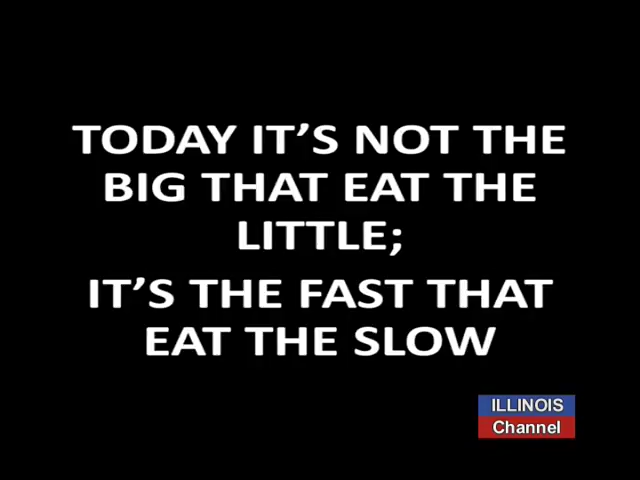 TODAY IT'S NOT THE
BIG THAT EAT THE
LITTLE;
IT'S THE FAST THAT
EAT THE SLOW
ILLINOIS
Channel